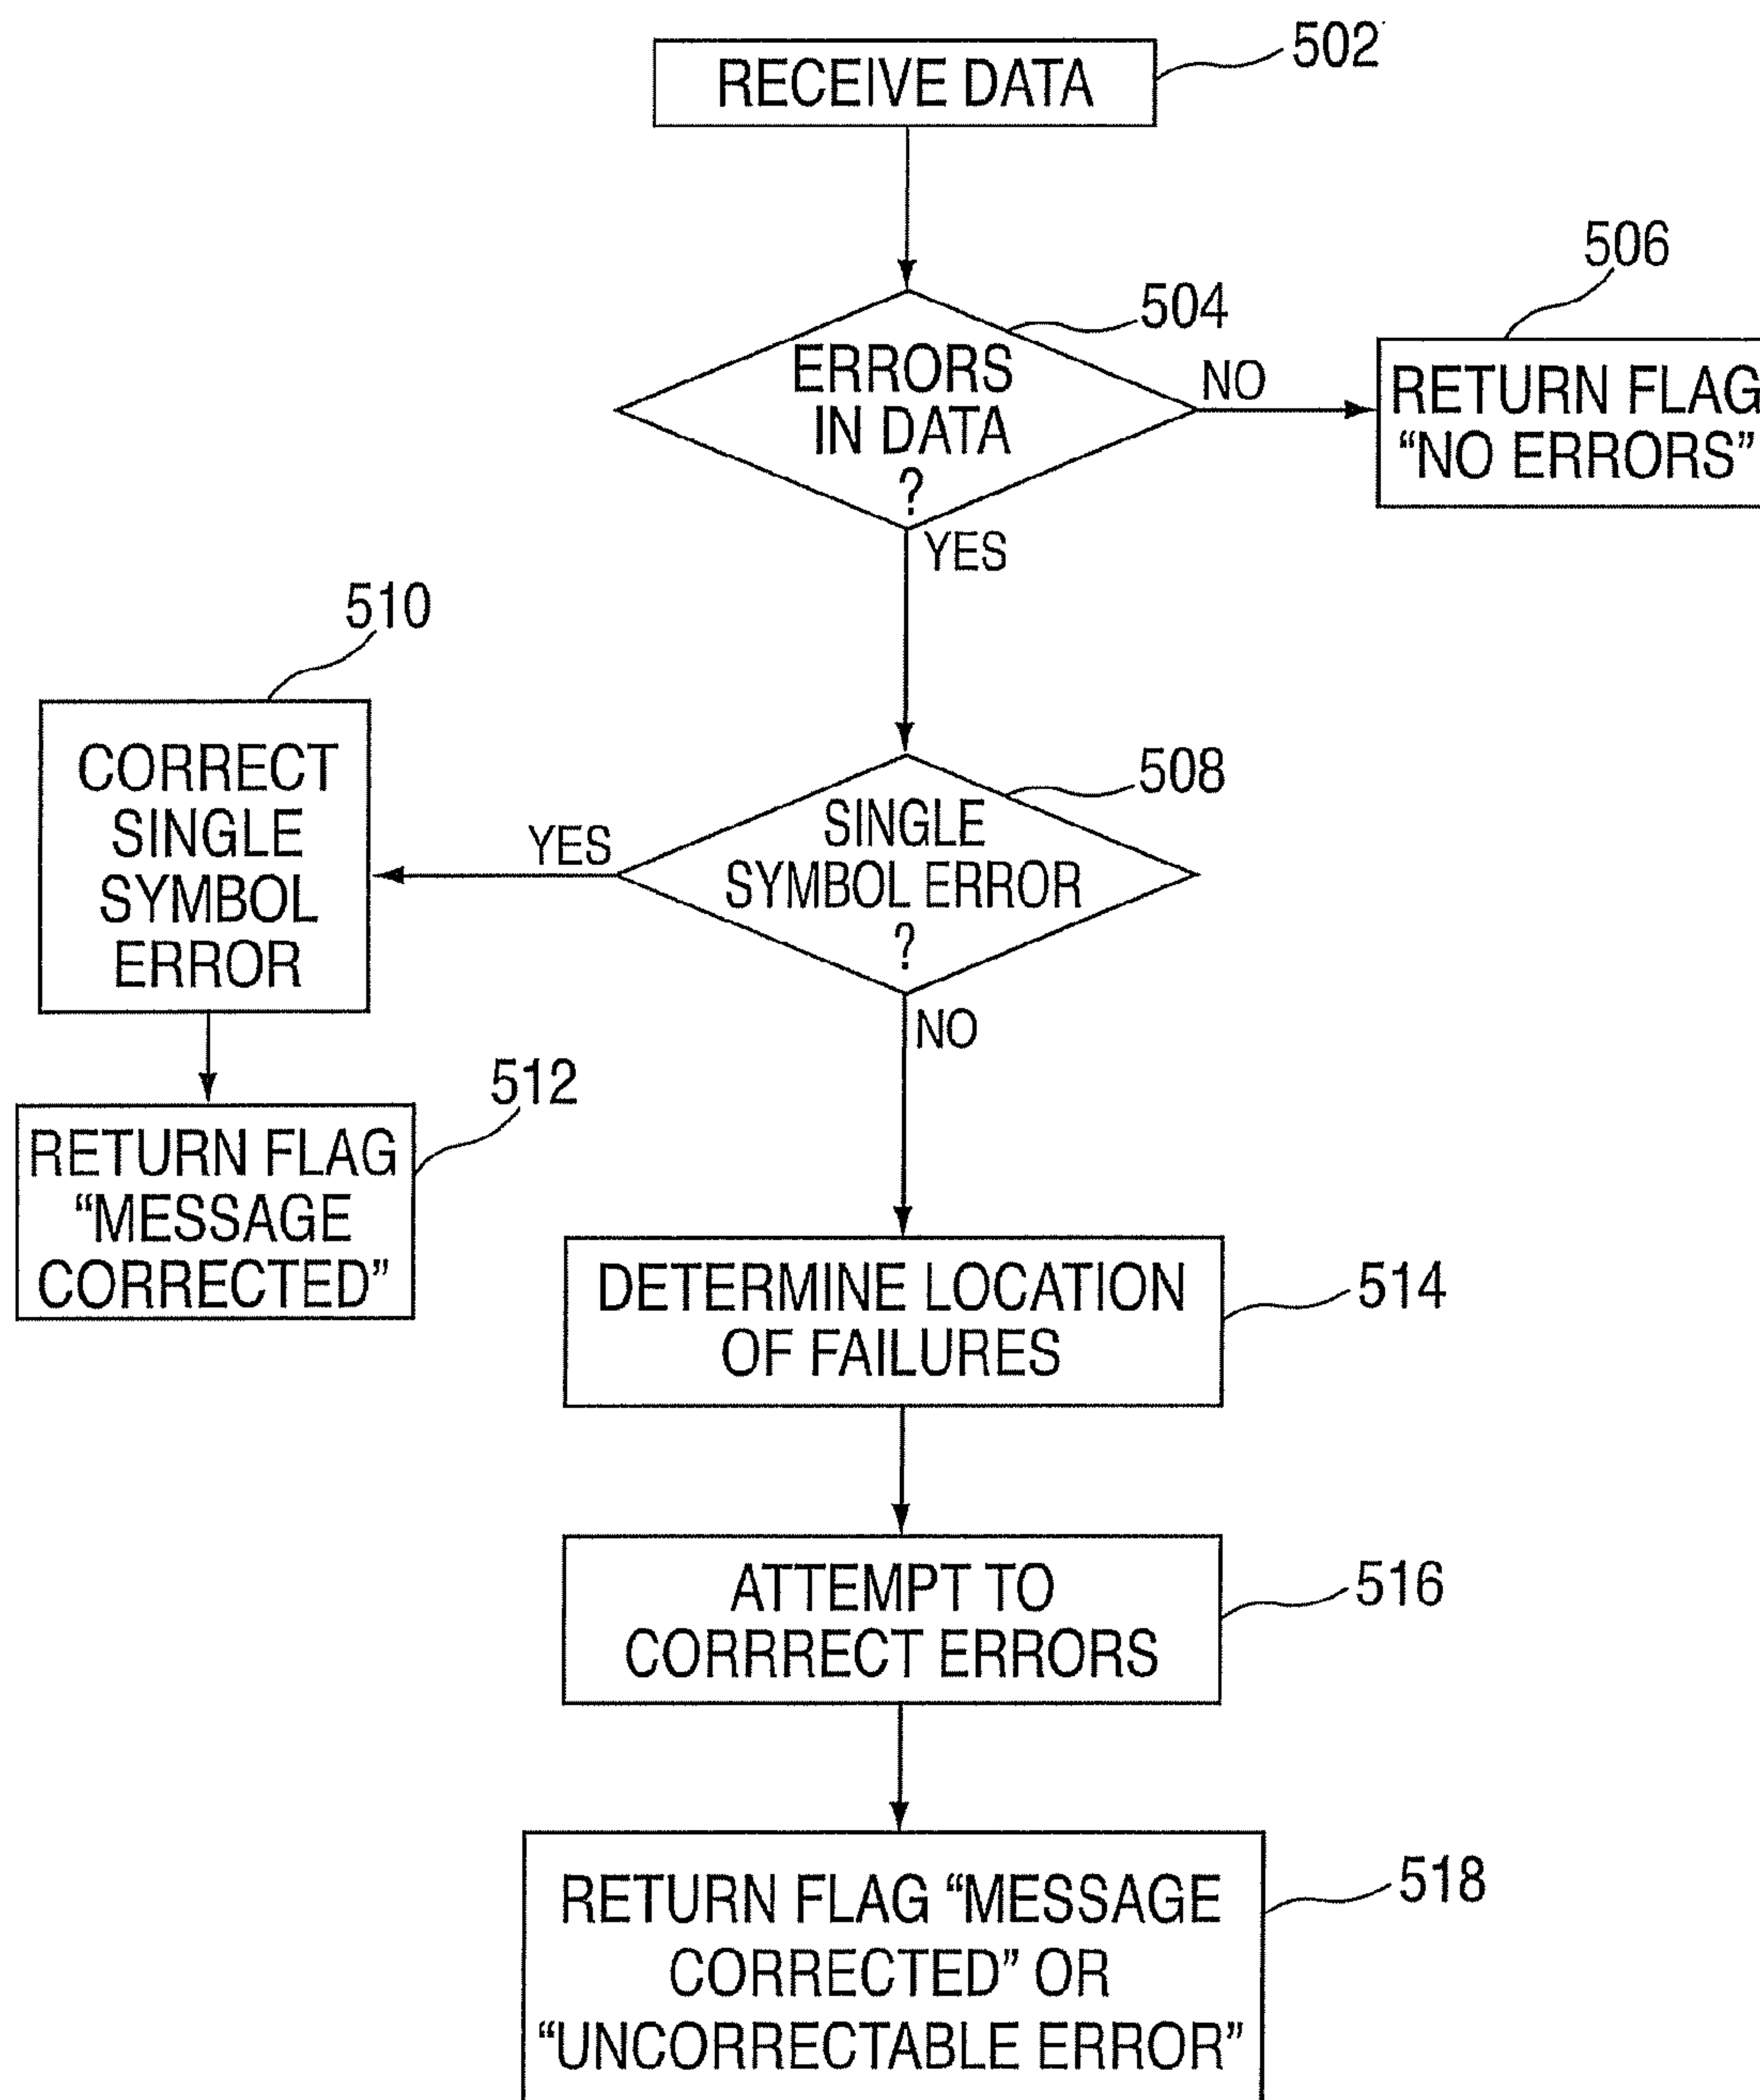 RECEIVE DATA
502
ERRORS
IN DATA
?
504
NO
506
RETURN FLAG
“NO ERRORS”
YES
SINGLE
SYMBOL ERROR
?
508
YES
510
CORRECT
SINGLE
SYMBOL
ERROR
512
RETURN FLAG
“MESSAGE
CORRECTED”
NO
DETERMINE LOCATION
OF FAILURES
514
ATTEMPT TO
CORRRECT ERRORS
516
RETURN FLAG “MESSAGE
CORRECTED” OR
“UNCORRECTABLE ERROR”
518